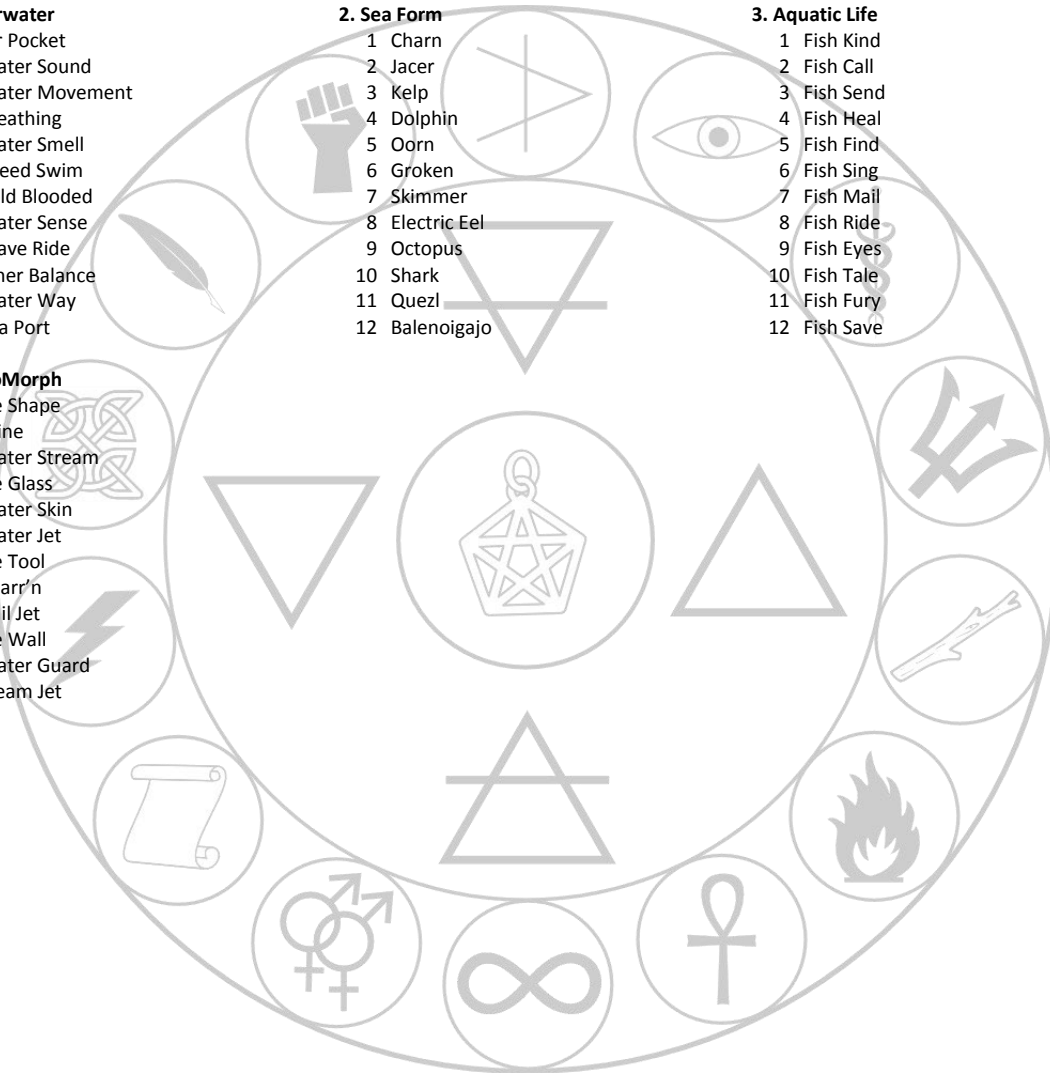 rwater
r Pocket
ater Sound
ater Movement
eathing
ater Smell
eed Swim
ld Blooded
ater Sense
ave Ride
ner Balance
ater Way
a Port
2. Sea Form
1 Charn
2 Jacer
3 Kelp
4 Dolphin
5 Oorn
6 Groken
7 Skimmer
8 Electric Eel
9 Octopus
10 Shark
11 Quezl
12 Balenoigajo
3. Aquatic Life
1 Fish Kind
2 Fish Call
3 Fish Send
4 Fish Heal
5 Fish Find
6 Fish Sing
7 Fish Mail
8 Fish Ride
9 Fish Eyes
10 Fish Tale
11 Fish Fury
12 Fish Save
oMorph
e Shape
ine
ater Stream
e Glass
ater Skin
ater Jet
e Tool
arr’n
il Jet
e Wall
ater Guard
eam Jet